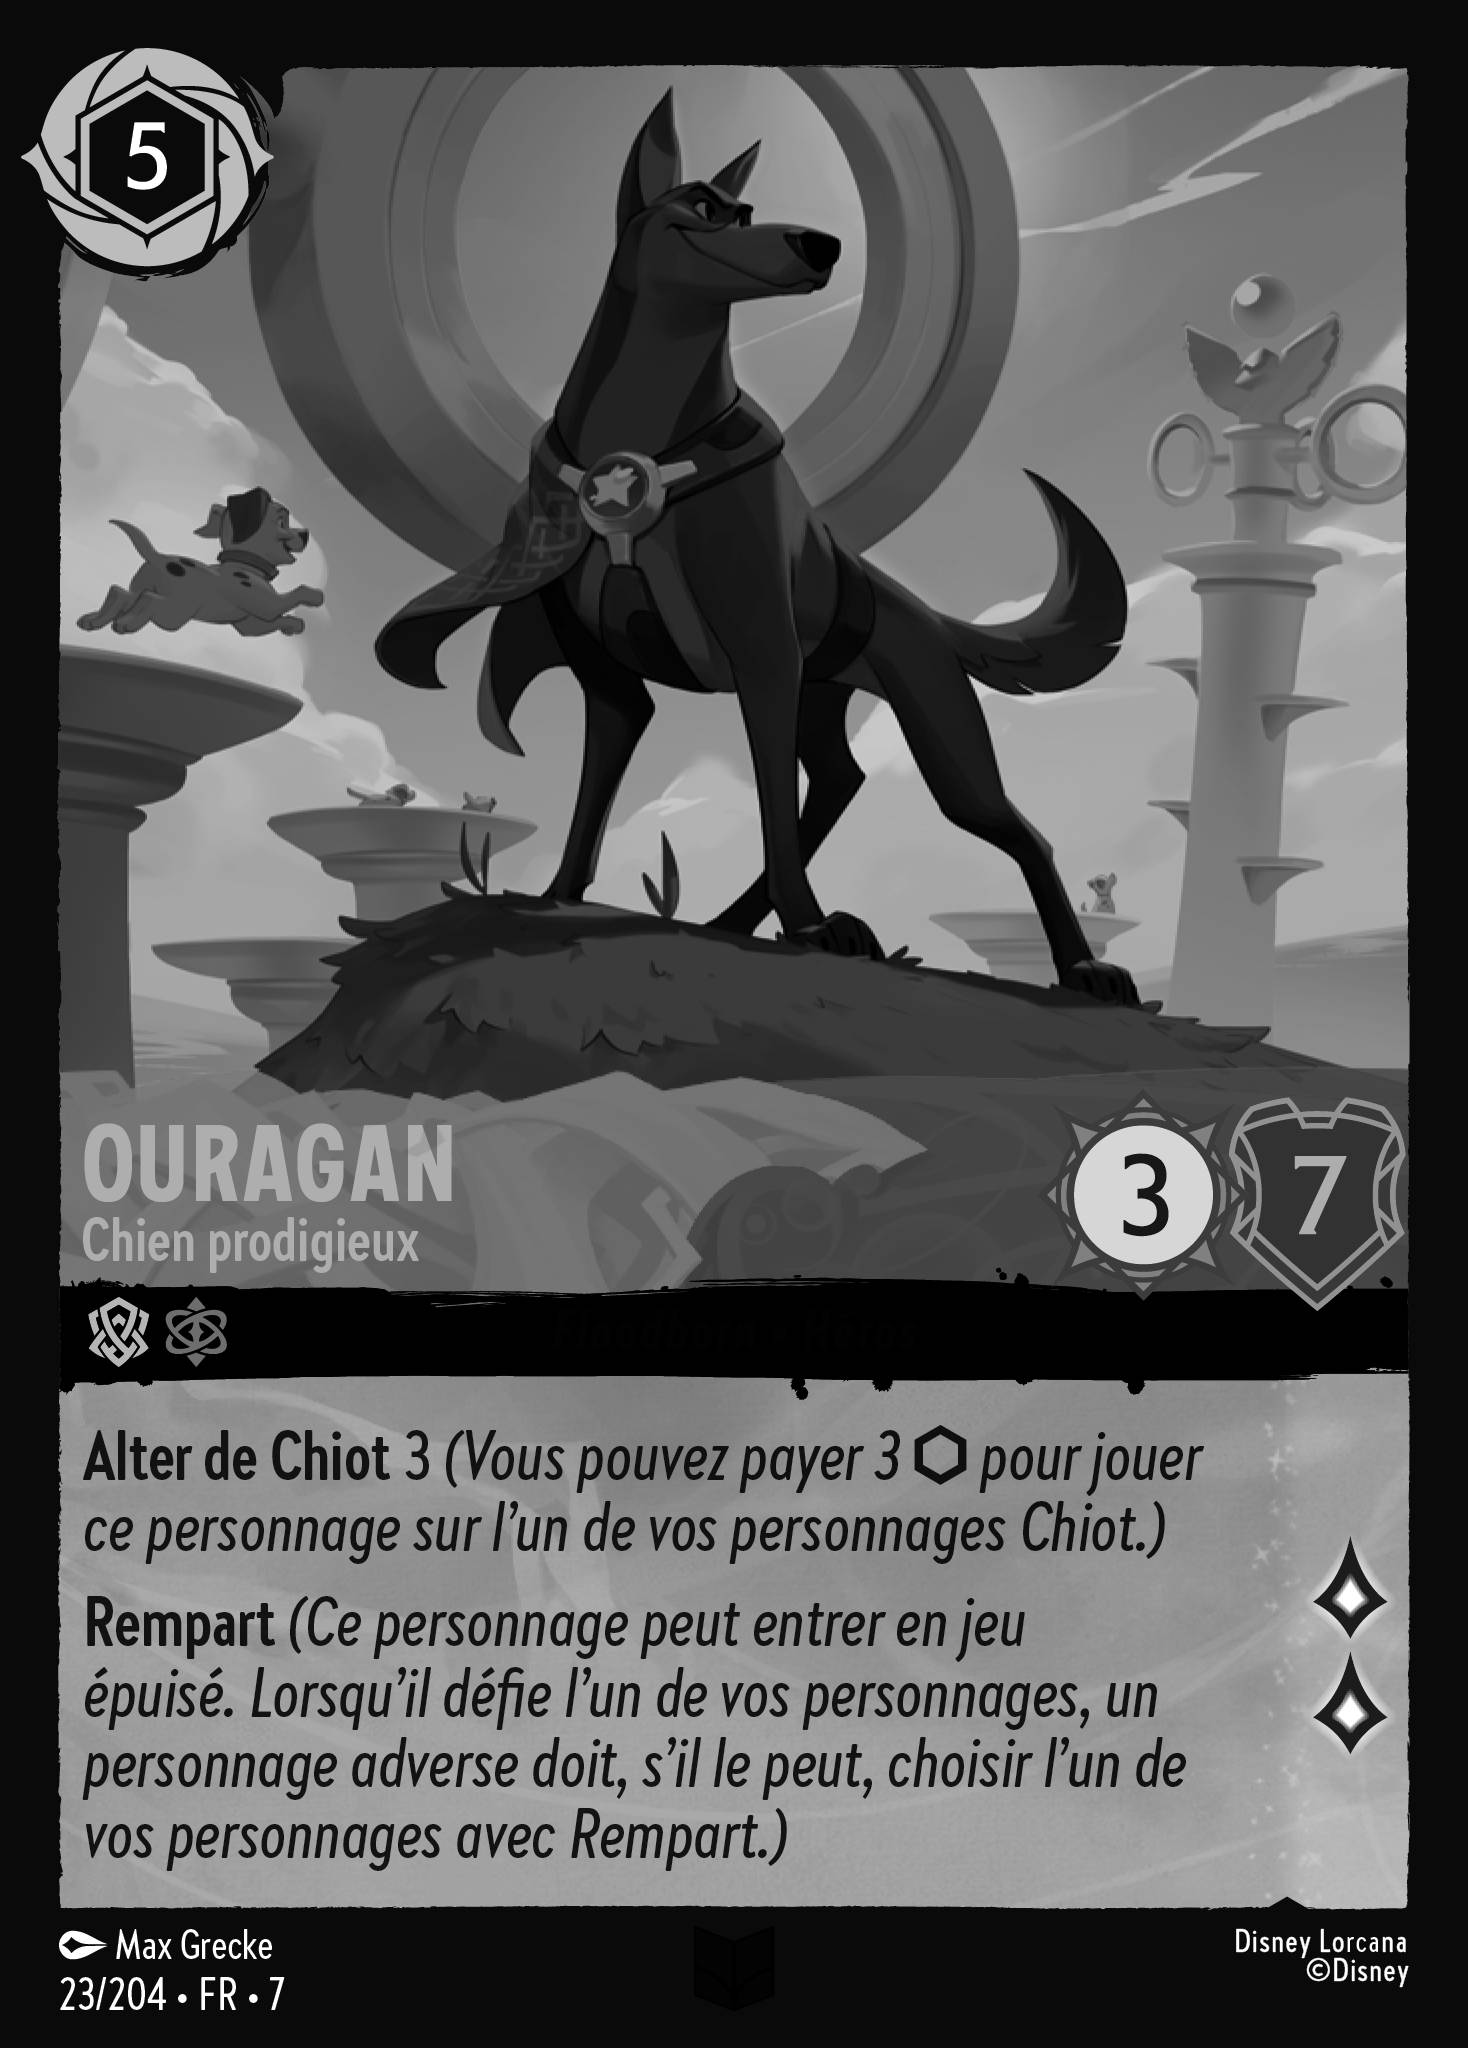 5
OURAGAN
Chien prodigieux
3
7
Floodborn • Héros
Alter de Chiot 3 (Vous pouvez payer 3 ⬡ pour jouer
ce personnage sur l’un de vos personnages Chiot.)
Rempart (Ce personnage peut entrer en jeu
épuisé. Lorsqu’il défie l’un de vos personnages, un
personnage adverse doit, s’il le peut, choisir l’un de
vos personnages avec Rempart.)
Max Grecke
Disney Lorcana
23/204 • FR • 7
©Disney